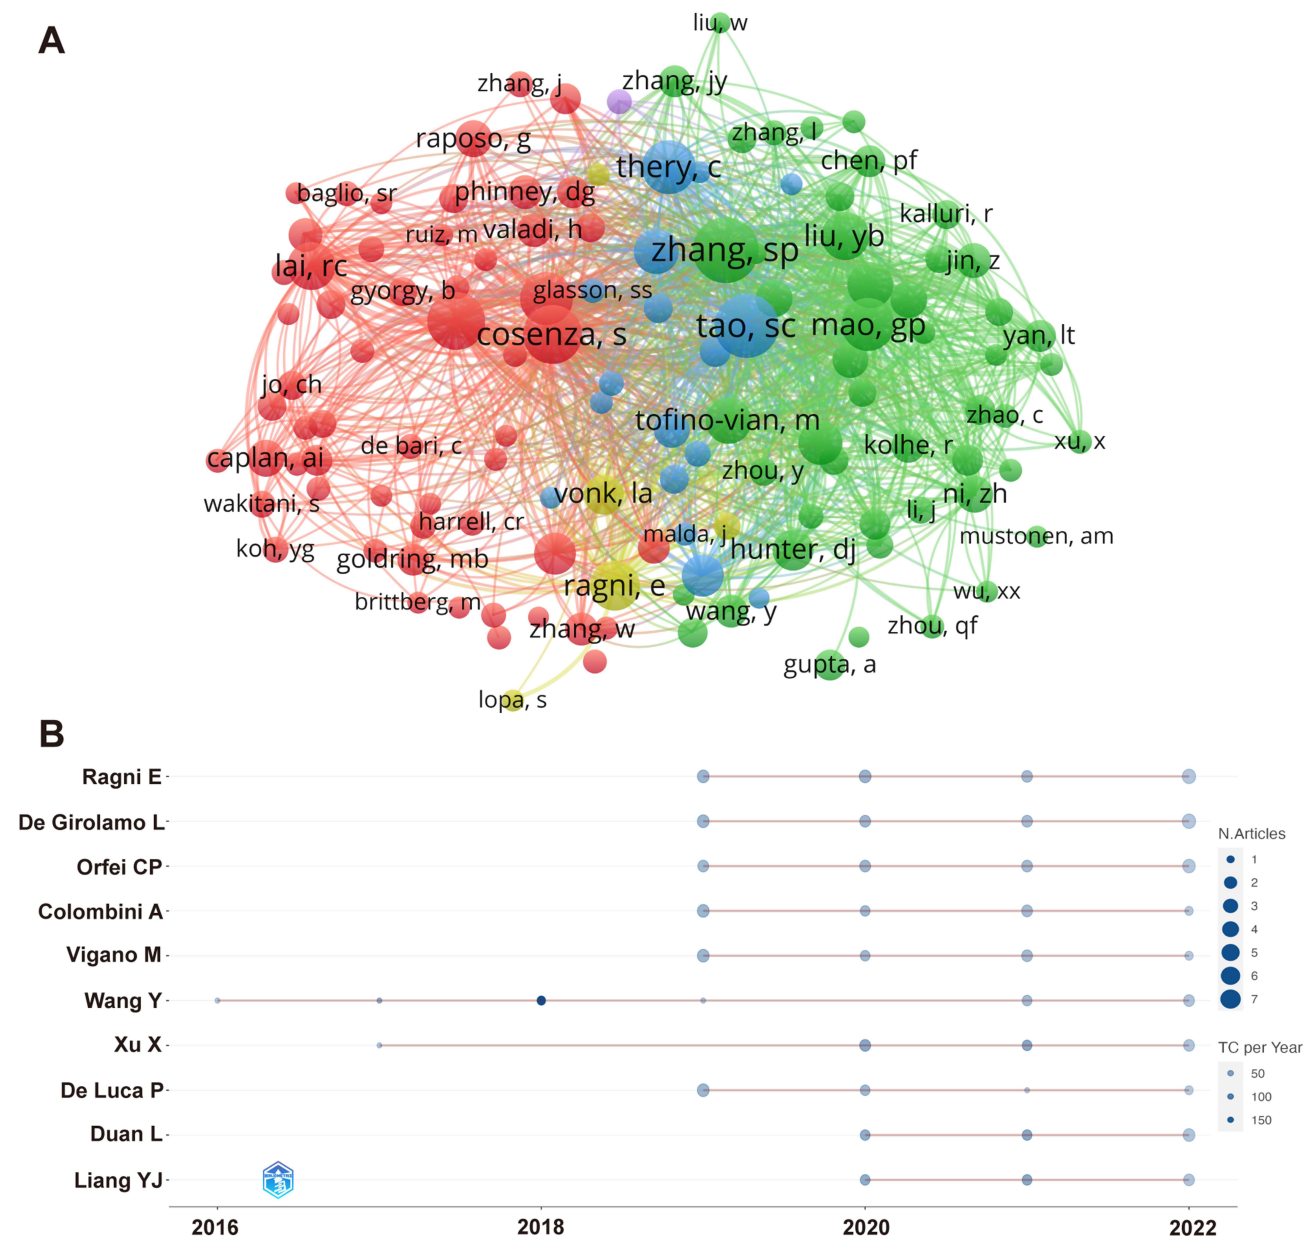 A
liu, w
zhang, j
zhang, jy
raposo, g
zhang, l
thery, c
chen, pf
baglio, sr
phinney, dg
kalluri, r
ruiz, m
valadi, h
zhang, sp
liu, yb
lai, rc
jin, z
gyorgy, b
glasson, ss
cosenza, s
tao, sc
mao, gp
yan, lt
jo, ch
zhao, c
tofino-vian, m
de bari, c
kolhe, r
xu, x
caplan, ai
zhou, y
wakitani, s
vonk, la
ni, zh
li, j
harrell, cr
malda, j
mustonen, am
koh, yg
goldring, mb
hunter, dj
ragni, e
wu, xx
brittberg, m
wang, y
zhang, w
zhou, qf
gupta, a
lopa, s
B
Ragni E
De Girolamo L
Orfei CP
Colombini A
Vigano M
Wang Y
Xu X
De Luca P
Duan L
Liang YJ
N.Articles
1
2
3
4
5
6
7
TC per Year
50
100
150
2016
2018
2020
2022